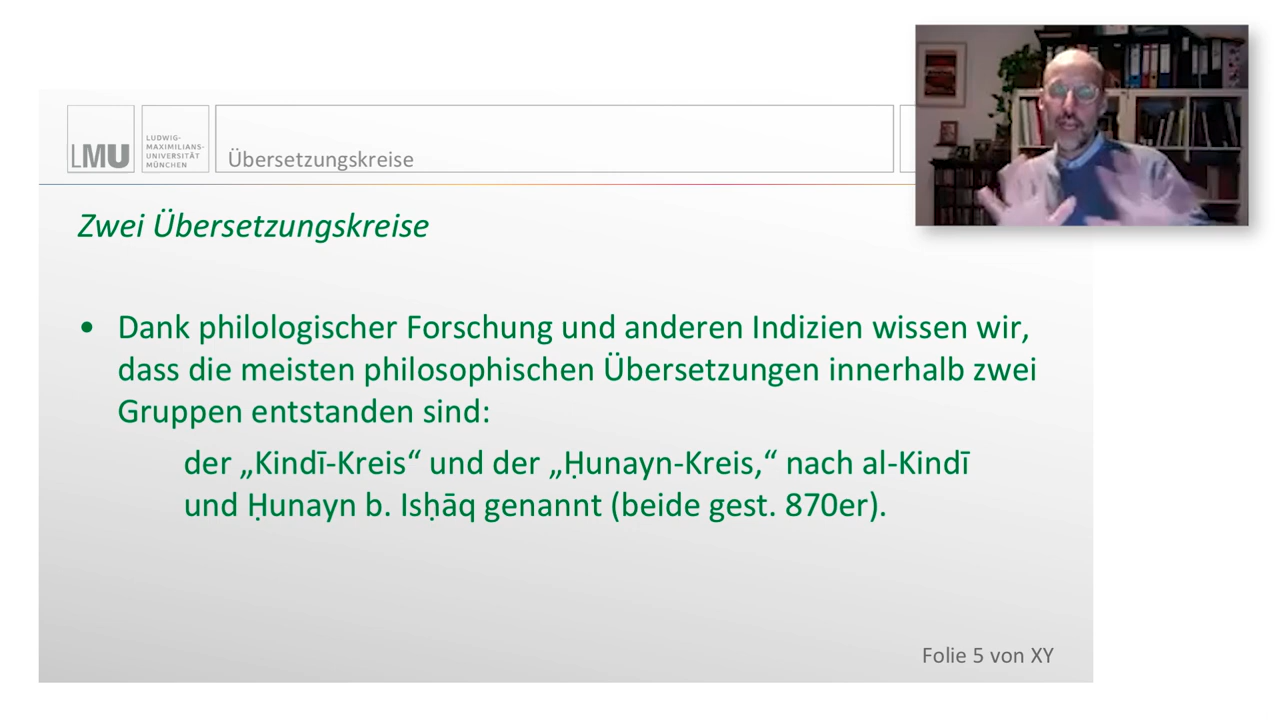 LMU
LUDWIG-
MAXIMILIANS-
UNIVERSITÄT
MÜNCHEN
Übersetzungskreise
Zwei Übersetzungskreise
• Dank philologischer Forschung und anderen Indizien wissen wir,
dass die meisten philosophischen Übersetzungen innerhalb zwei
Gruppen entstanden sind:
der „Kindī-Kreis“ und der „Ḥunayn-Kreis,“ nach al-Kindī
und Ḥunayn b. Isḥāq genannt (beide gest. 870er).
Folie 5 von XY